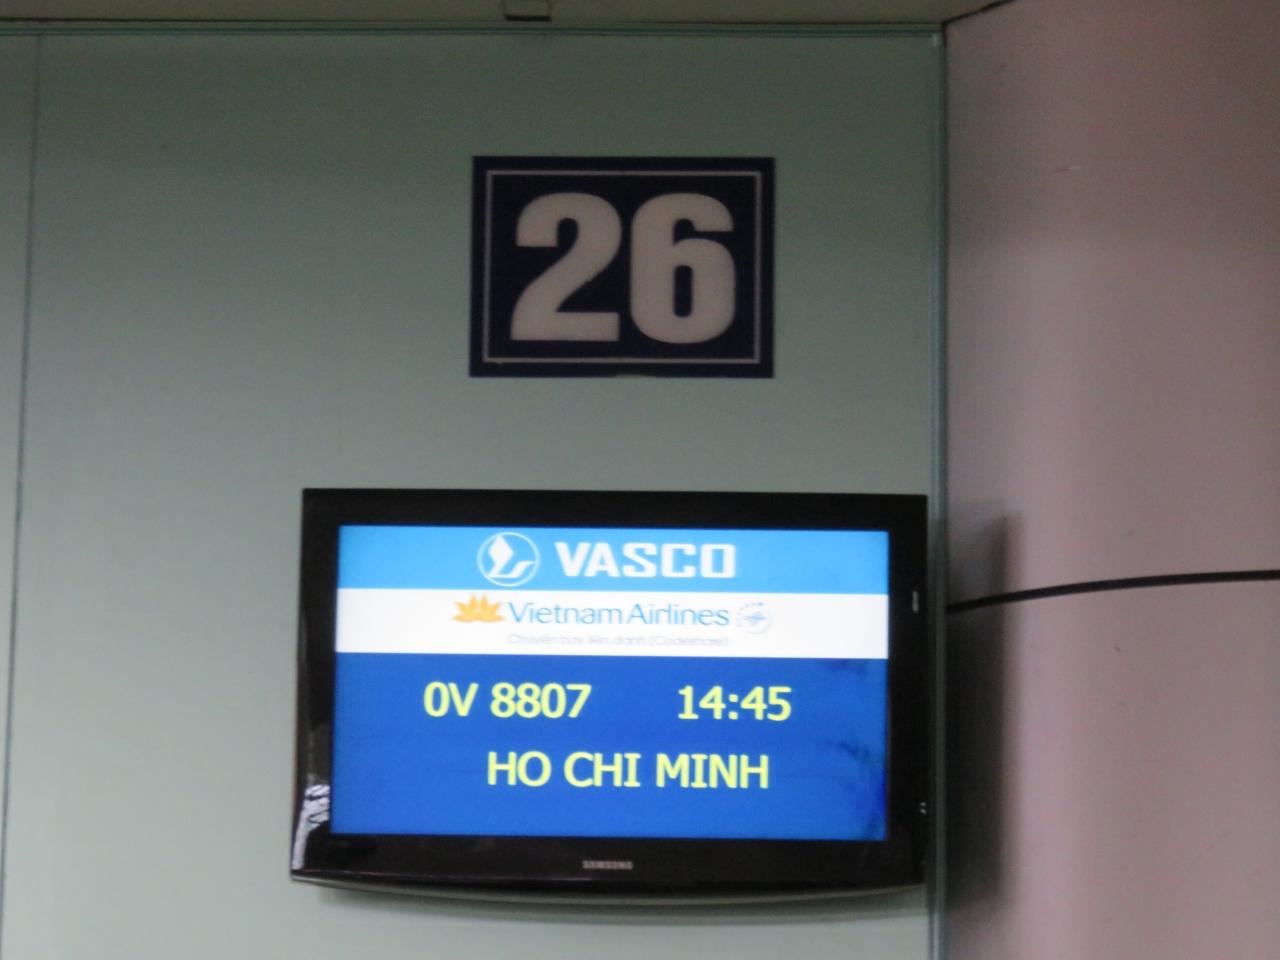 26
VASCO
Vietnam Airlines
Chuyến bay liên danh (Codeshare)
0V 8807 14:45
HO CHI MINH
SAMSUNG